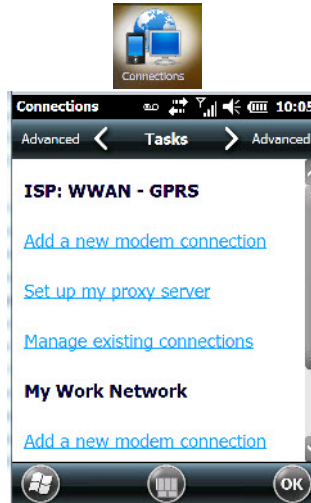 Connections
Connections 10:05
Advanced Tasks Advanced
ISP: WWAN - GPRS
Add a new modem connection
Set up my proxy server
Manage existing connections
My Work Network
Add a new modem connection
OK